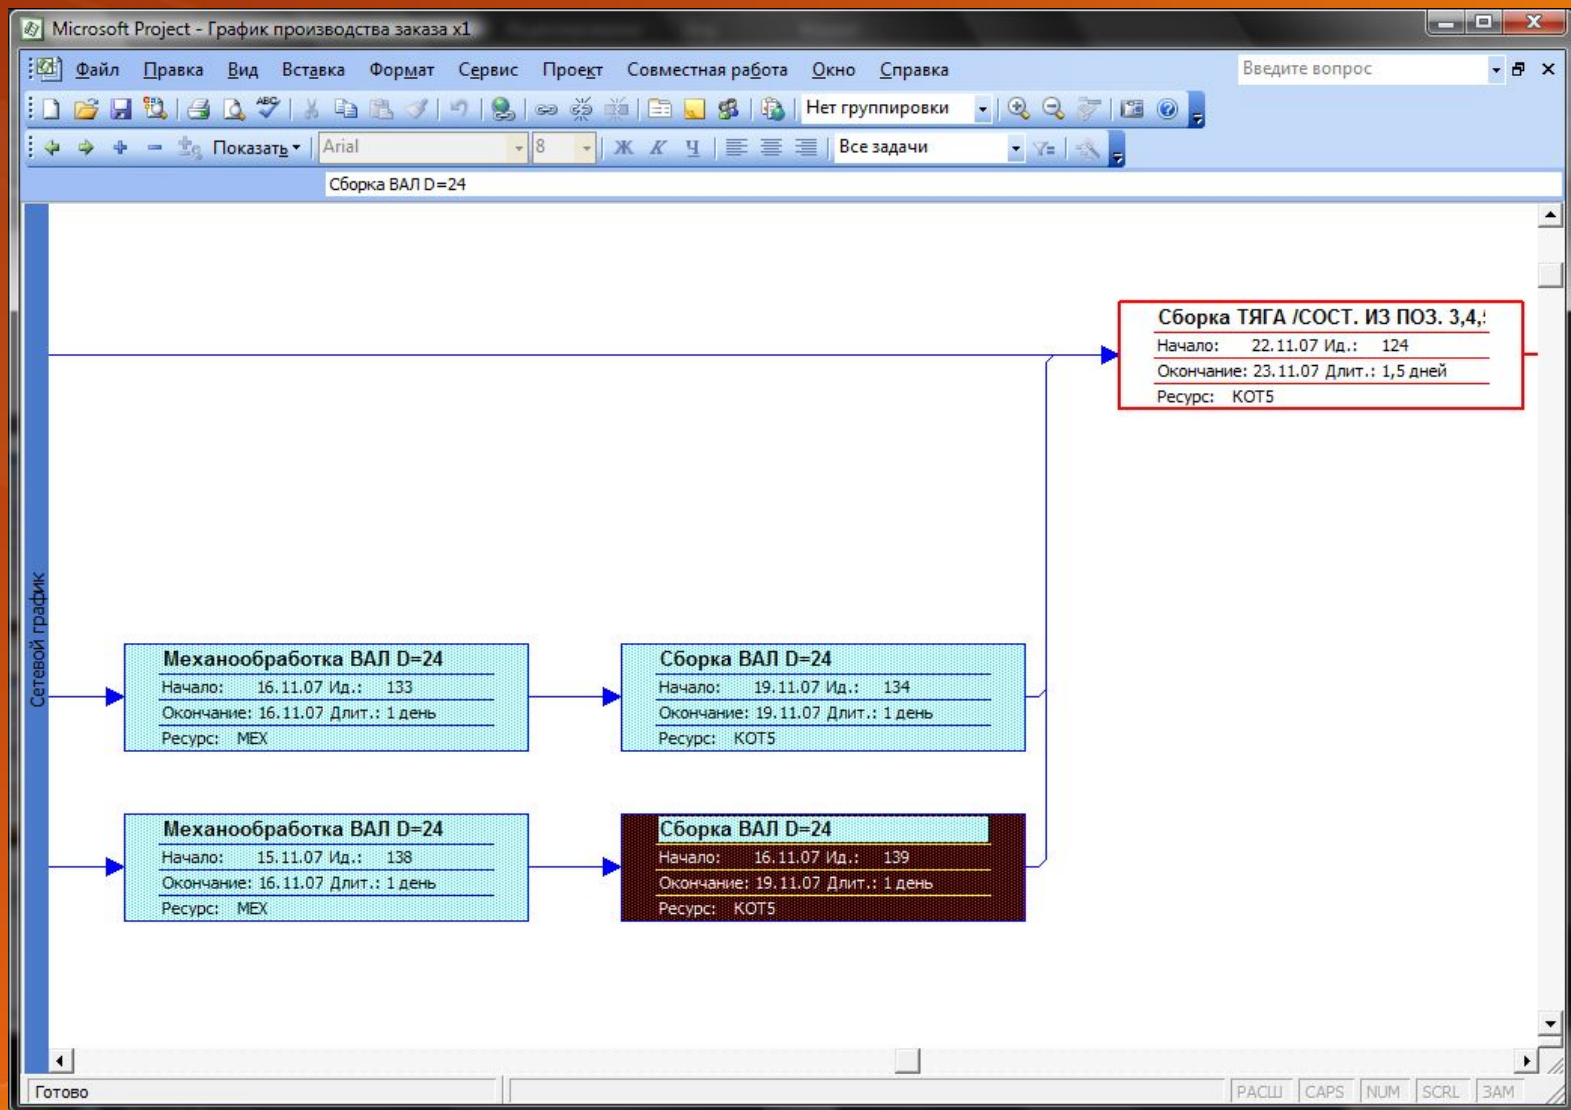 Microsoft Project - График производства заказа x1
Файл Правка Вид Вставка Формат Сервис Проект Совместная работа Окно Справка Введите вопрос
Нет группировки
Показать Arial 8 Ж К Ч Все задачи
Сборка ВАЛ D=24
Сетевой график
Сборка ТЯГА /СОСТ. ИЗ ПОЗ. 3,4,
Начало: 22.11.07 Ид.: 124
Окончание: 23.11.07 Длит.: 1,5 дней
Ресурс: КОТ5
Механообработка ВАЛ D=24
Начало: 16.11.07 Ид.: 133
Окончание: 16.11.07 Длит.: 1 день
Ресурс: МЕХ
Сборка ВАЛ D=24
Начало: 19.11.07 Ид.: 134
Окончание: 19.11.07 Длит.: 1 день
Ресурс: КОТ5
Механообработка ВАЛ D=24
Начало: 15.11.07 Ид.: 138
Окончание: 16.11.07 Длит.: 1 день
Ресурс: МЕХ
Сборка ВАЛ D=24
Начало: 16.11.07 Ид.: 139
Окончание: 19.11.07 Длит.: 1 день
Ресурс: КОТ5
Готово РАСШ CAPS NUM SCRL ЗАМ